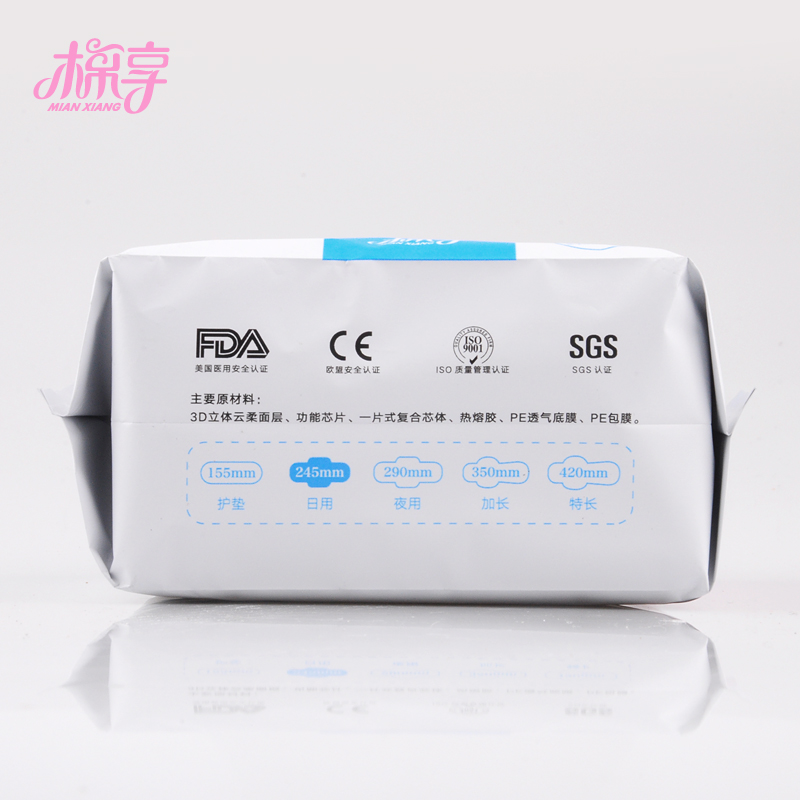 棉享
MIAN XIANG
FDA
美国医用安全认证
CE
欧盟安全认证
ISO
9001
ISO 质量管理认证
SGS
SGS 认证
主要原材料：
3D立体云柔面层、功能芯片、一片式复合芯体、热熔胶、PE透气底膜、PE包膜。
155mm 245mm 290mm 350mm 420mm
护垫 日用 夜用 加长 特长